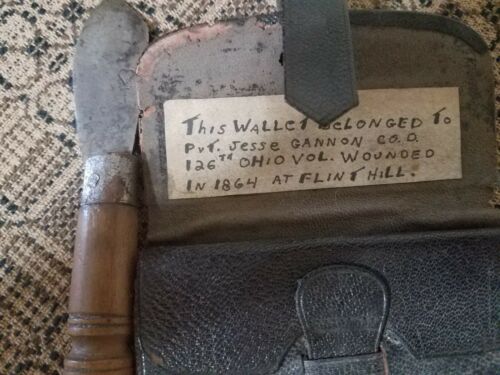 THIS WALLET BELONGED TO
PVT. JESSE GANNON CO. D.
126TH OHIO VOL. WOUNDED
IN 1864 AT FLINT HILL.